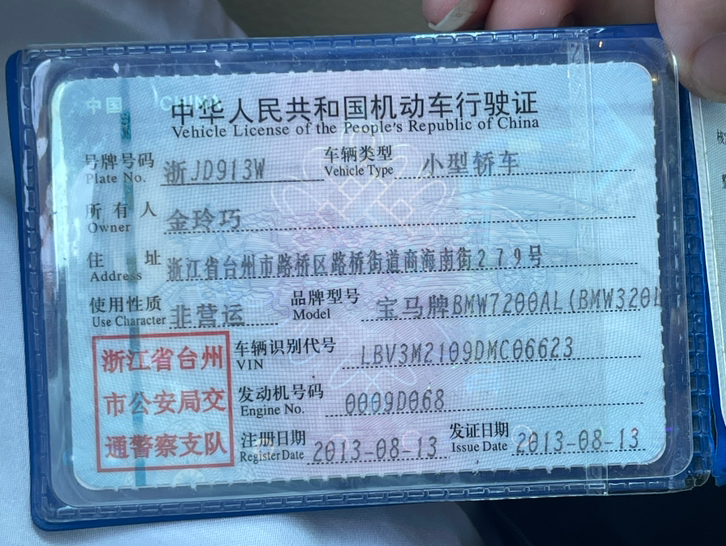 中国 CHINA
中华人民共和国机动车行驶证
Vehicle License of the People's Republic of China
号牌号码 浙JD913W 车辆类型 小型轿车
Plate No. Vehicle Type
所有人 金玲巧
Owner
住址 浙江省台州市路桥区路桥街道商海南街279号
Address
使用性质 非营运 品牌型号 宝马牌BMW7200AL(BMW320L
Use Character Model
浙江省台州
市公安局交
通警察支队
车辆识别代号 LBV3M2109DMC06623
VIN
发动机号码 0009D068
Engine No.
注册日期 2013-08-13 发证日期 2013-08-13
Register Date Issue Date